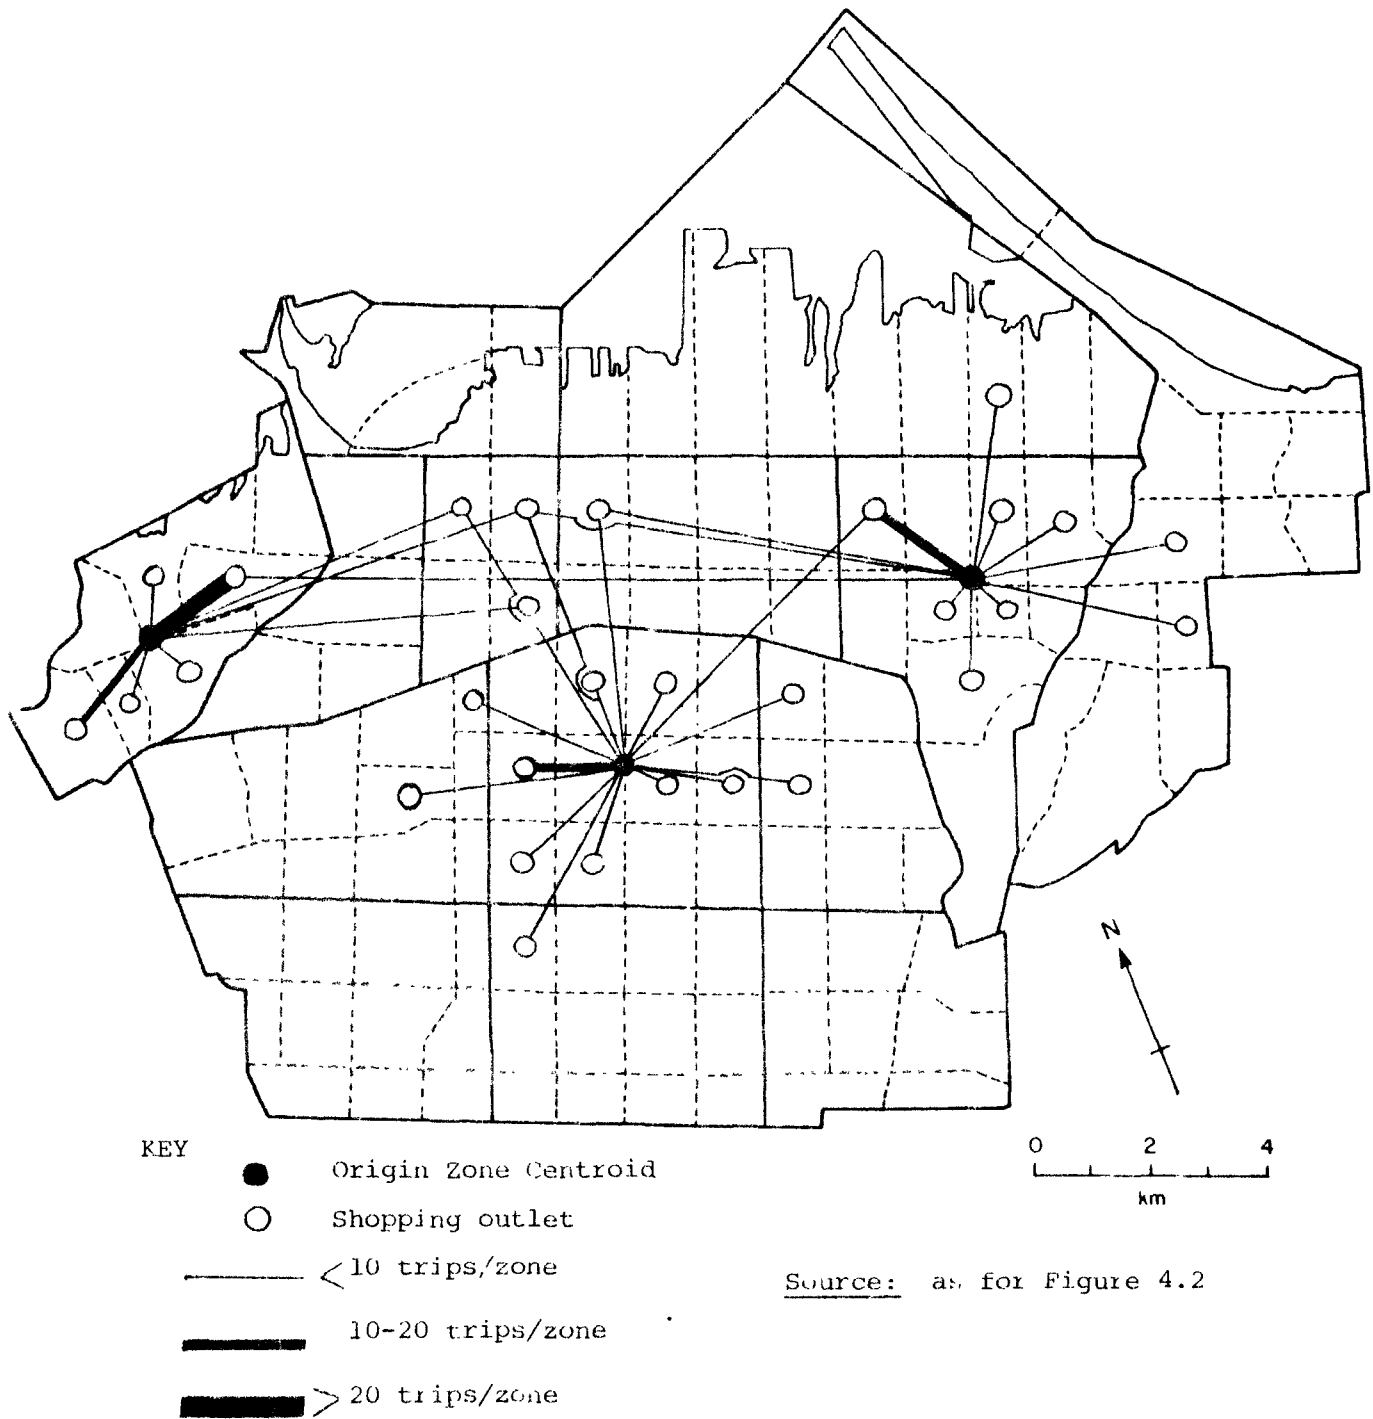 N
KEY
Origin Zone Centroid
Shopping outlet
< 10 trips/zone
10-20 trips/zone
> 20 trips/zone
0 2 4
km
Source: as for Figure 4.2